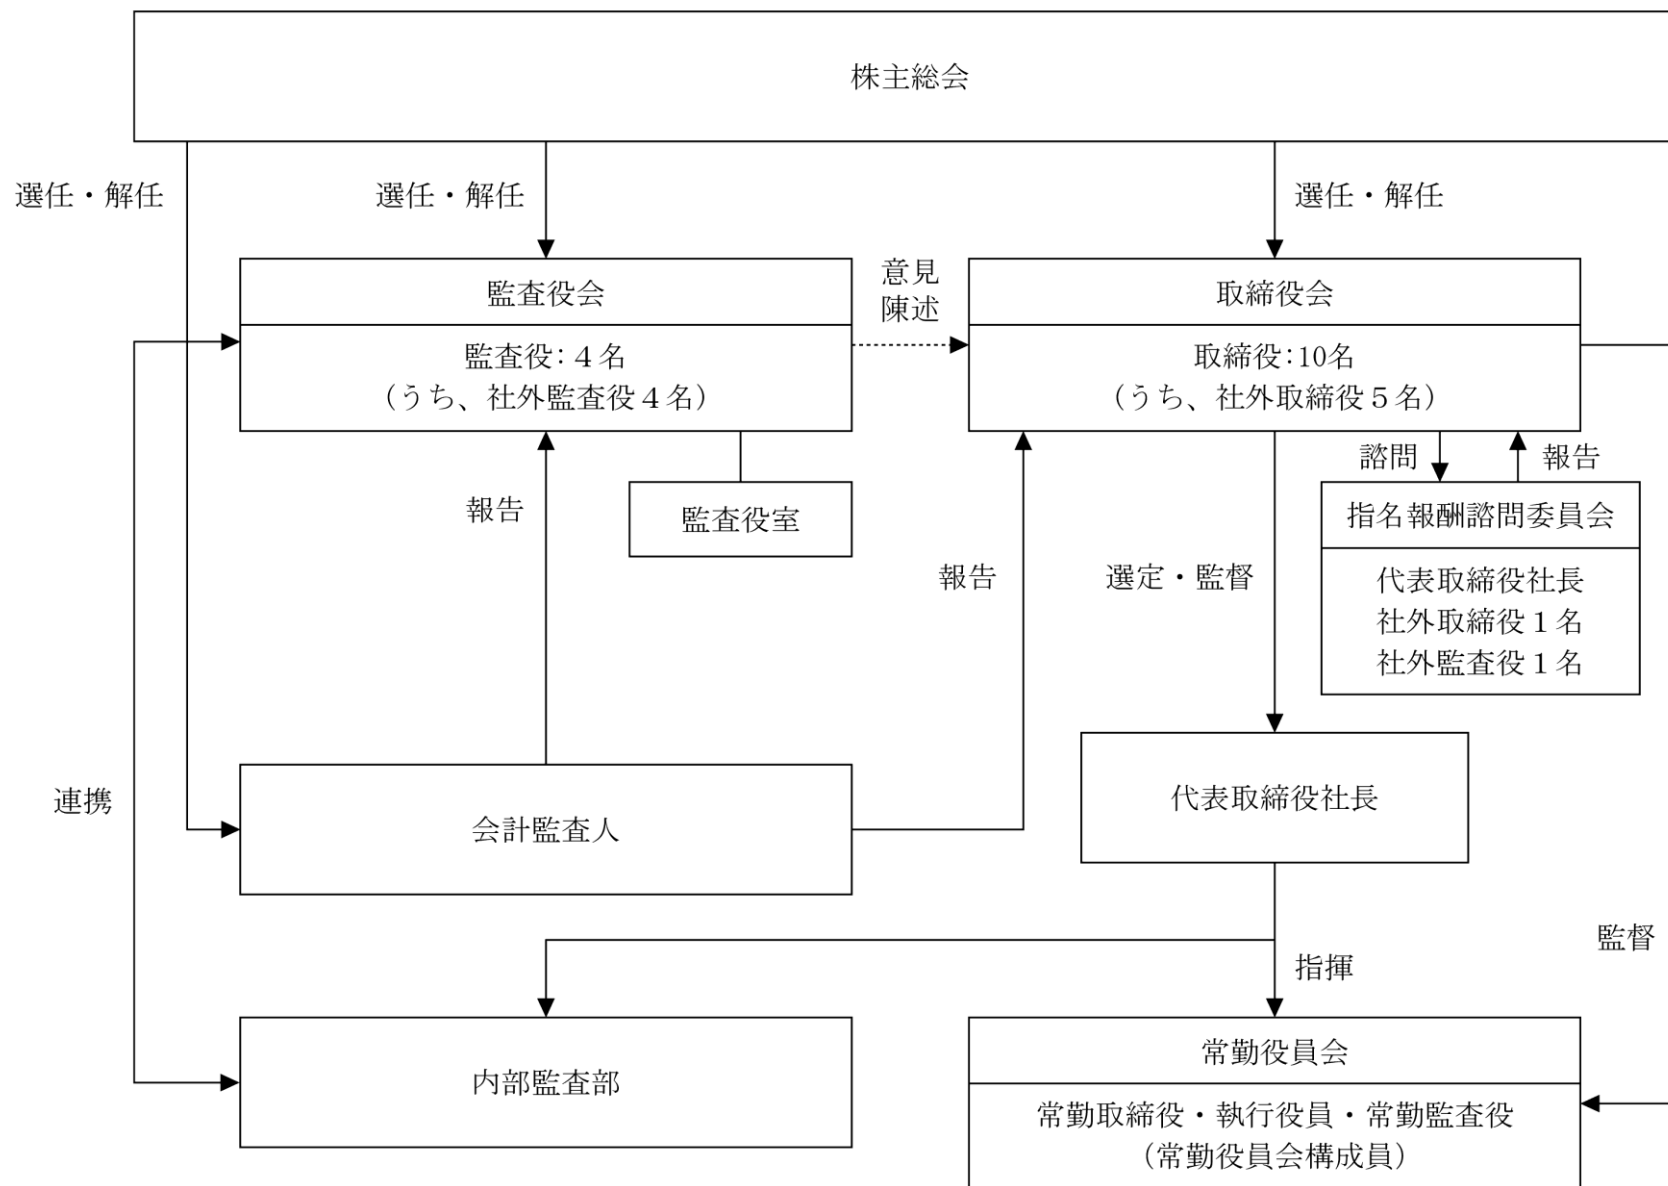 株主総会
選任・解任
選任・解任
選任・解任
監査役会
監査役：４名
（うち、社外監査役４名）
意見
陳述
取締役会
取締役：10名
（うち、社外取締役５名）
監査役室
報告
報告
選定・監督
諮問
報告
指名報酬諮問委員会
代表取締役社長
社外取締役１名
社外監査役１名
連携
会計監査人
代表取締役社長
監督
指揮
内部監査部
常勤役員会
常勤取締役・執行役員・常勤監査役
（常勤役員会構成員）